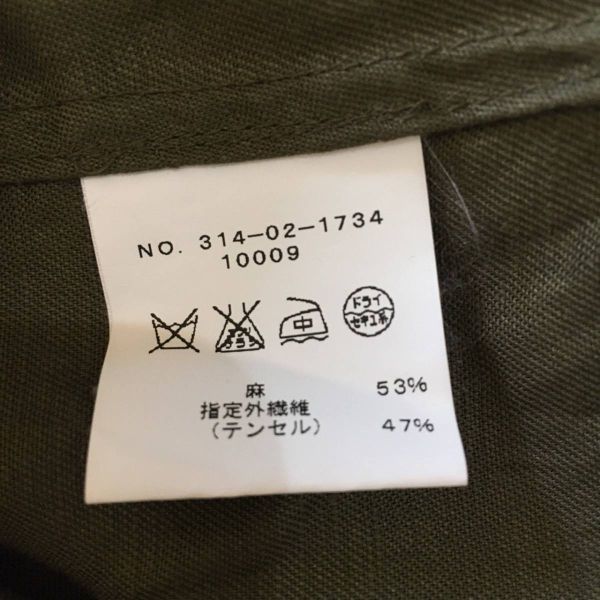 NO. 314-02-1734
10009
中 ドライ
セキユ系
麻 53%
指定外繊維
(テンセル) 47%